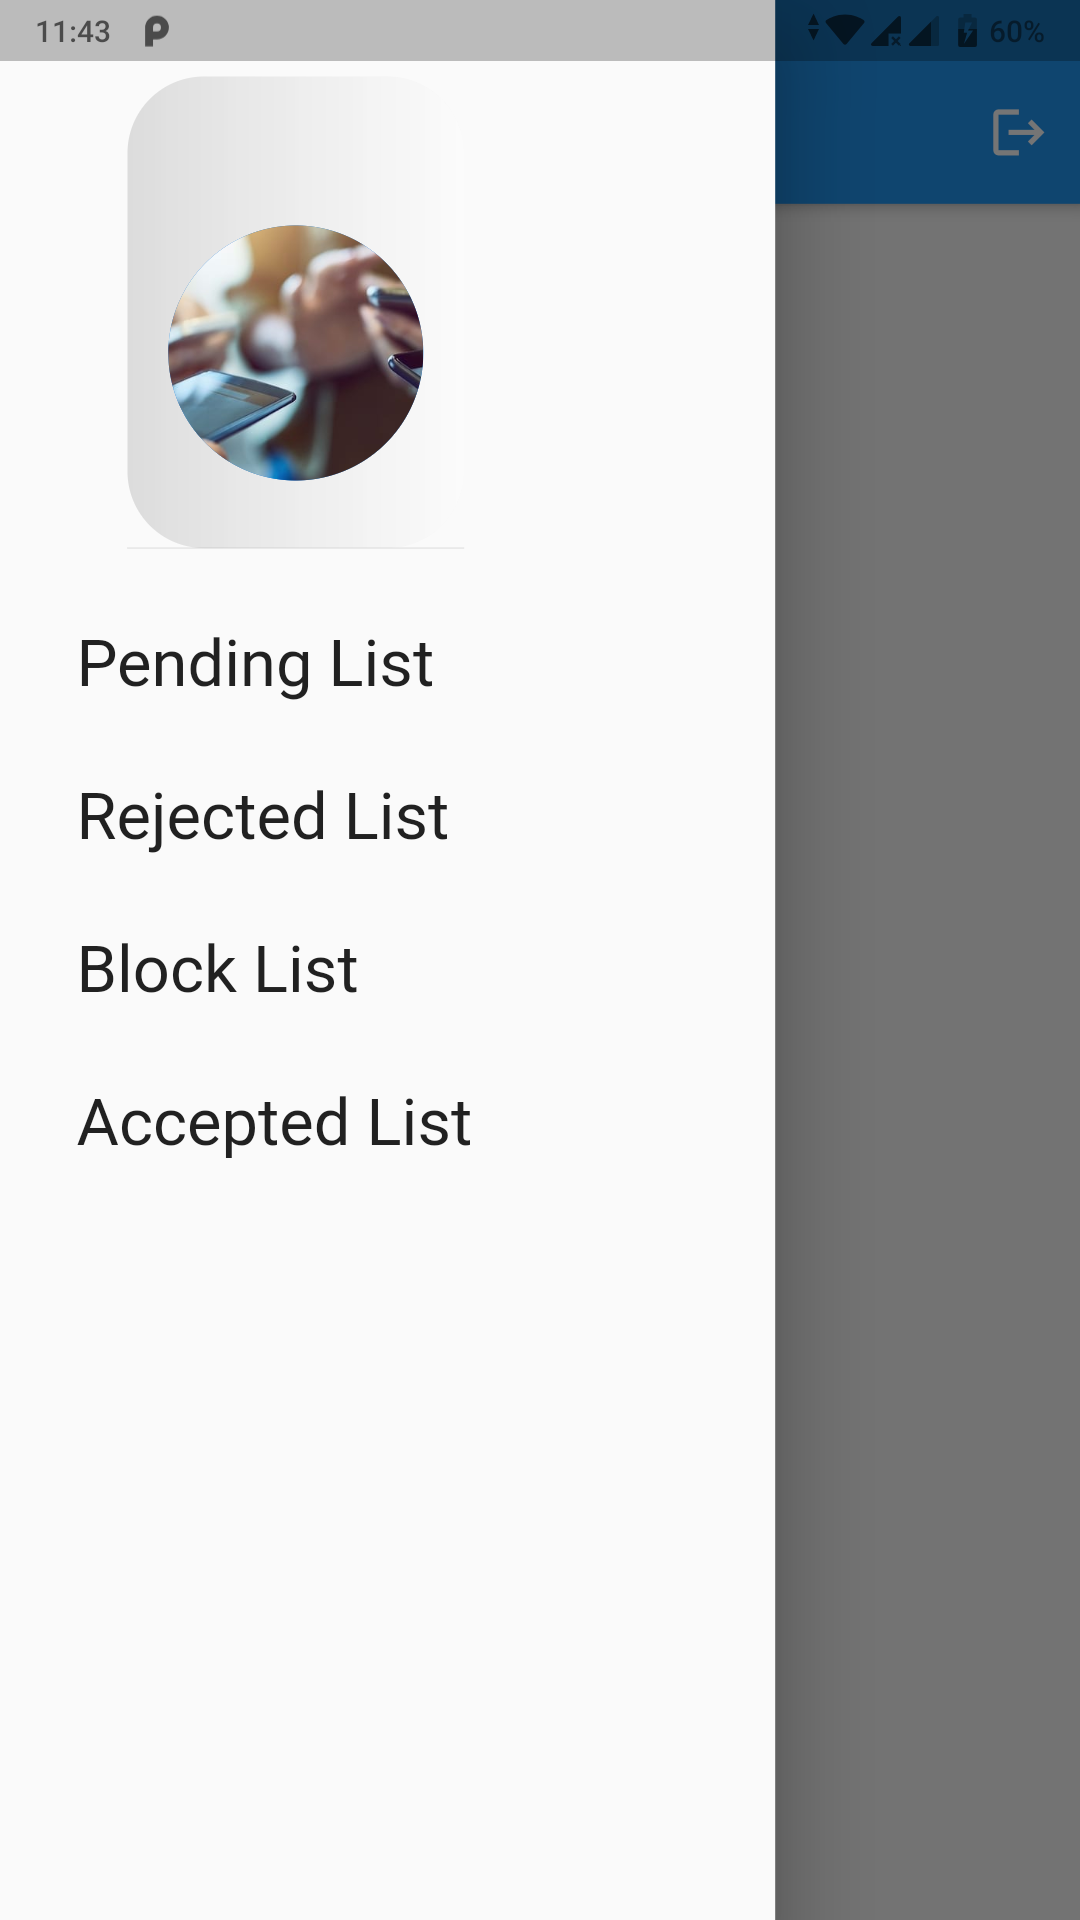 11:43 60%
Pending List
Rejected List
Block List
Accepted List